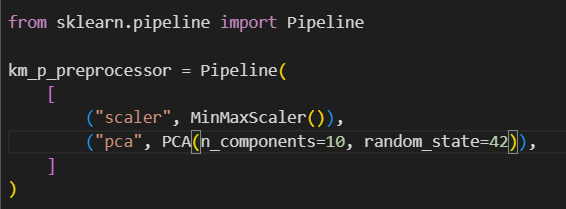 from sklearn.pipeline import Pipeline
km_p_preprocessor = Pipeline(
[
("scaler", MinMaxScaler()),
("pca", PCA(n_components=10, random_state=42)),
]
)